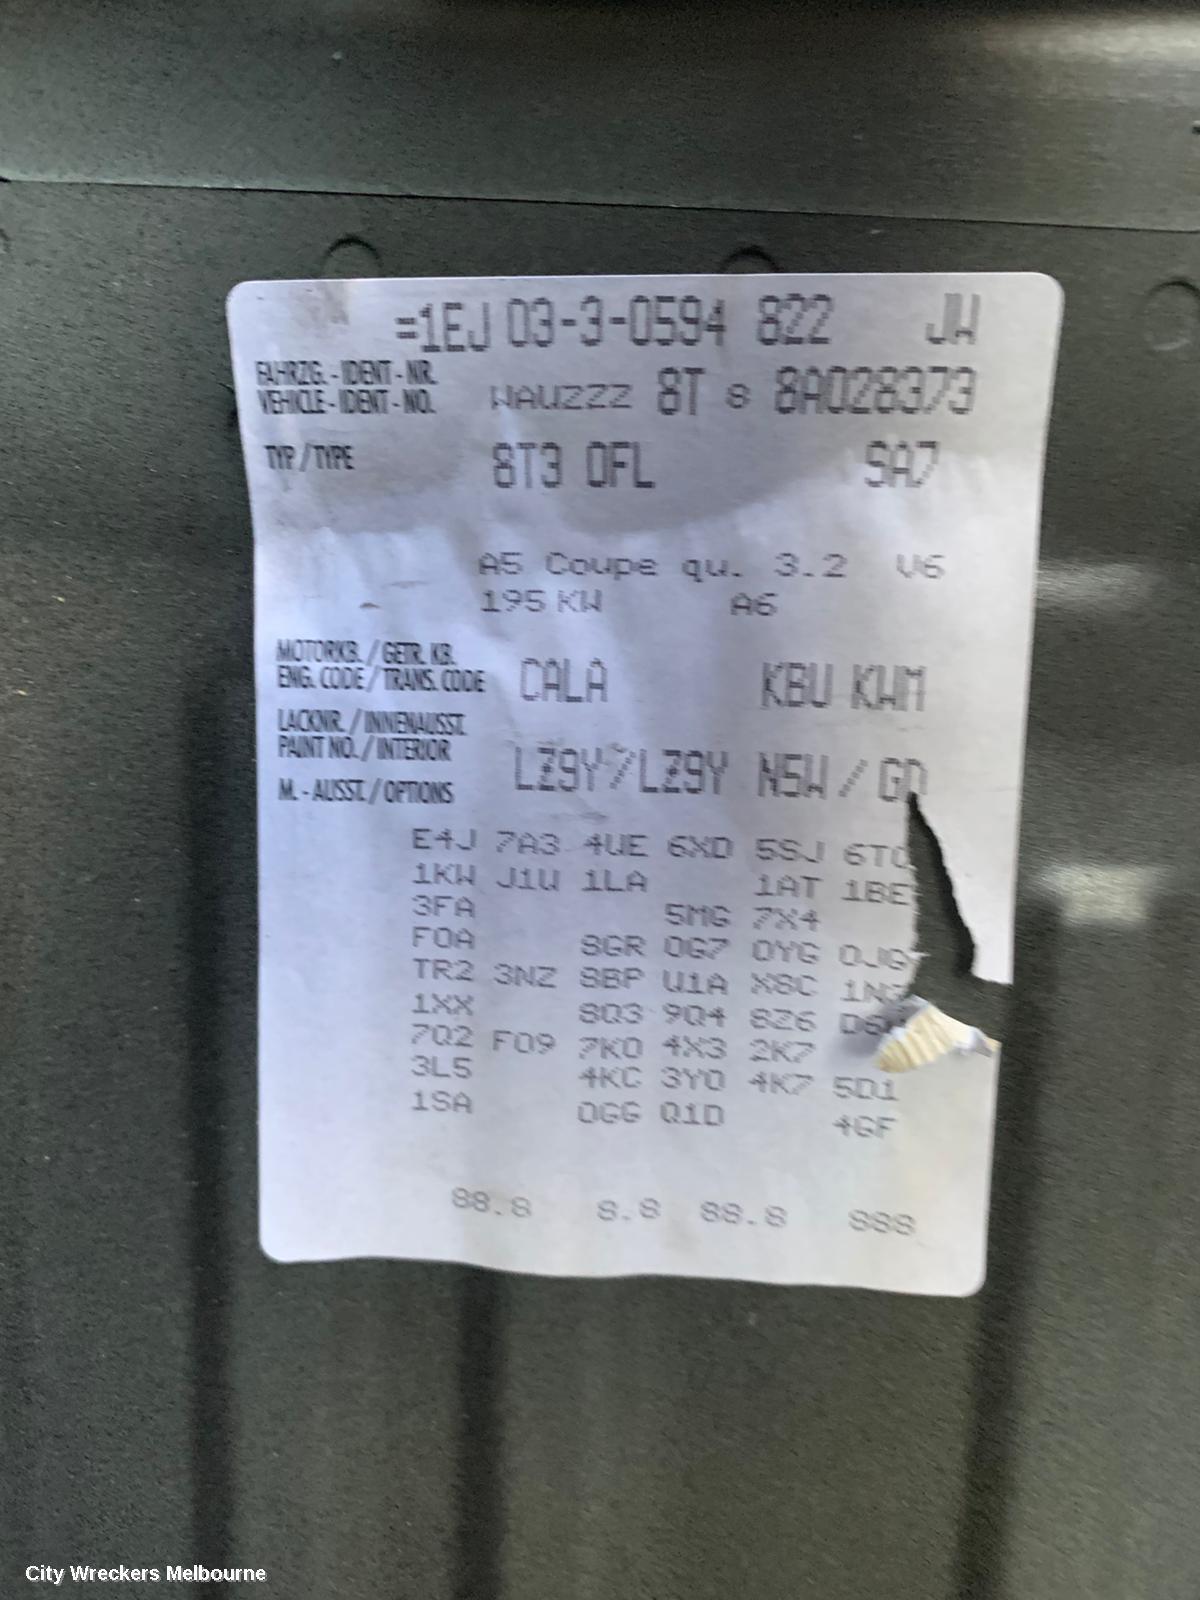 =1EJ 03-3-0594 822 JW
FAHRZG.-IDENT-NR.
VEHICLE-IDENT-NO. WAUZZZ 8T 8 8A028373
TYP/TYPE 8T3 0FL SA7
A5 Coupe qu. 3.2 V6
195 KW A6
MOTORKB./GETR. KB.
ENG. CODE/TRANS. CODE CALA KBU KWM
LACKNR./INNENAUSST.
PAINT NO./INTERIOR LZ9Y/LZ9Y N5W/
M.-AUSST./OPTIONS
E4J 7A3 4UE 6XD 5SJ
1KW J1U 1LA 1AT 1BE
3FA 5MG 7X4
F0A 8GR 0G7 0YG
TR2 3NZ 8BP U1A X8C
1XX 8Q3 9Q4 8Z6
7Q2 F09 7K0 4X3 2K7
3L5 4KC 3Y0 4K7 5D1
1SA 0GG Q1D 4GF
88.8 8.8 88.8 888
City Wreckers Melbourne